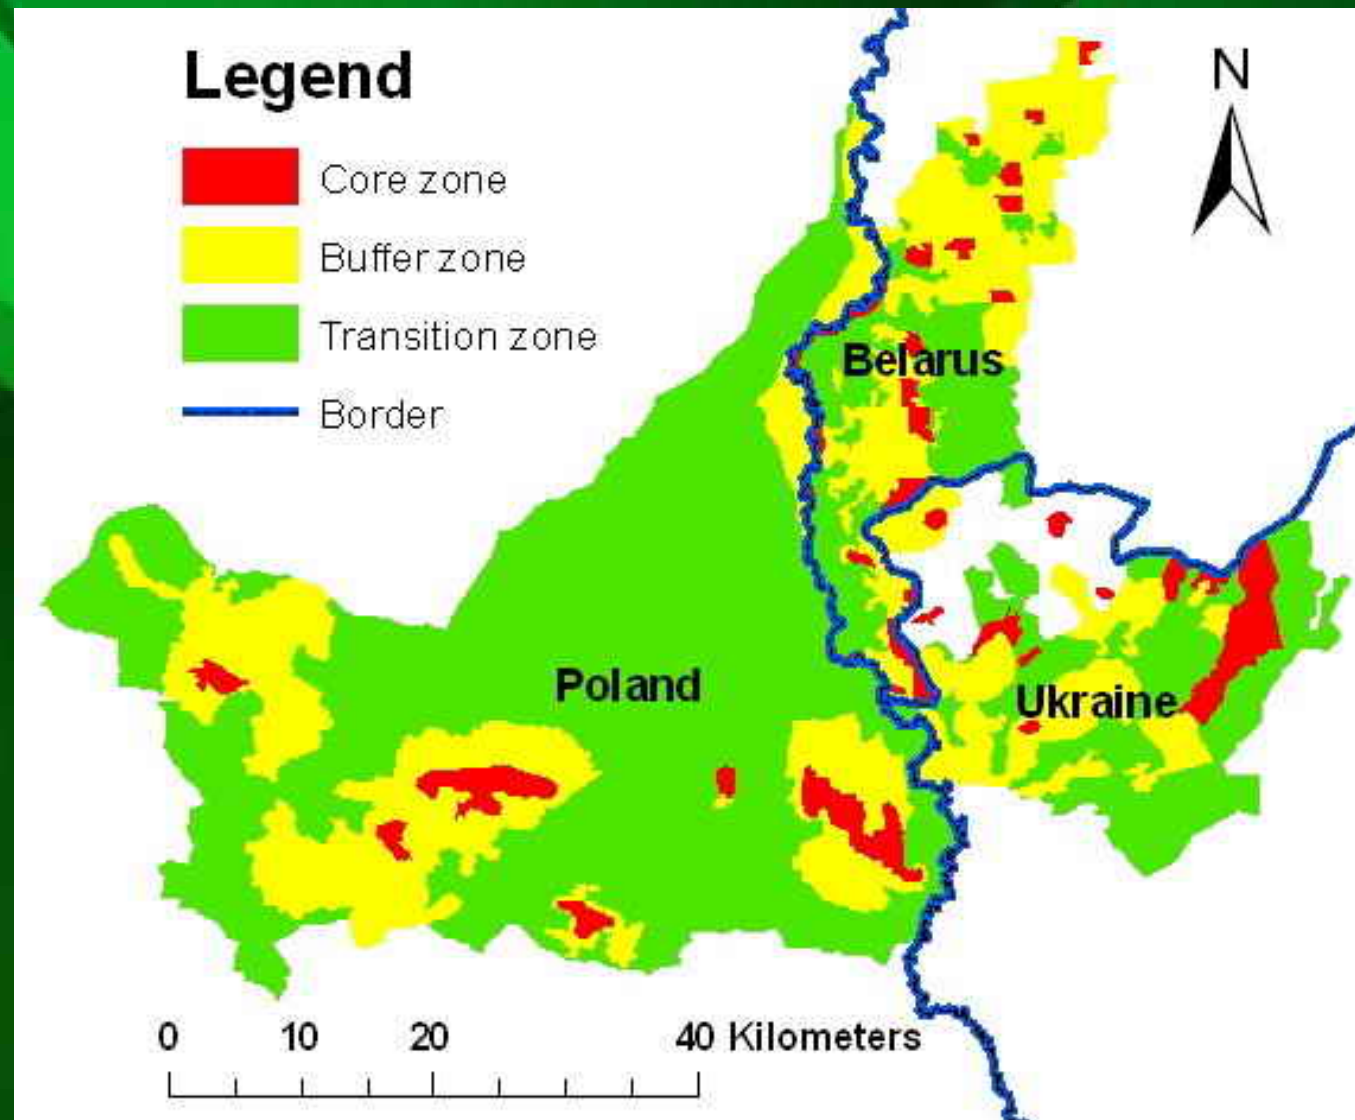 Legend
N
Core zone
Buffer zone
Transition zone
Border
Belarus
Poland
Ukraine
0 10 20 40 Kilometers